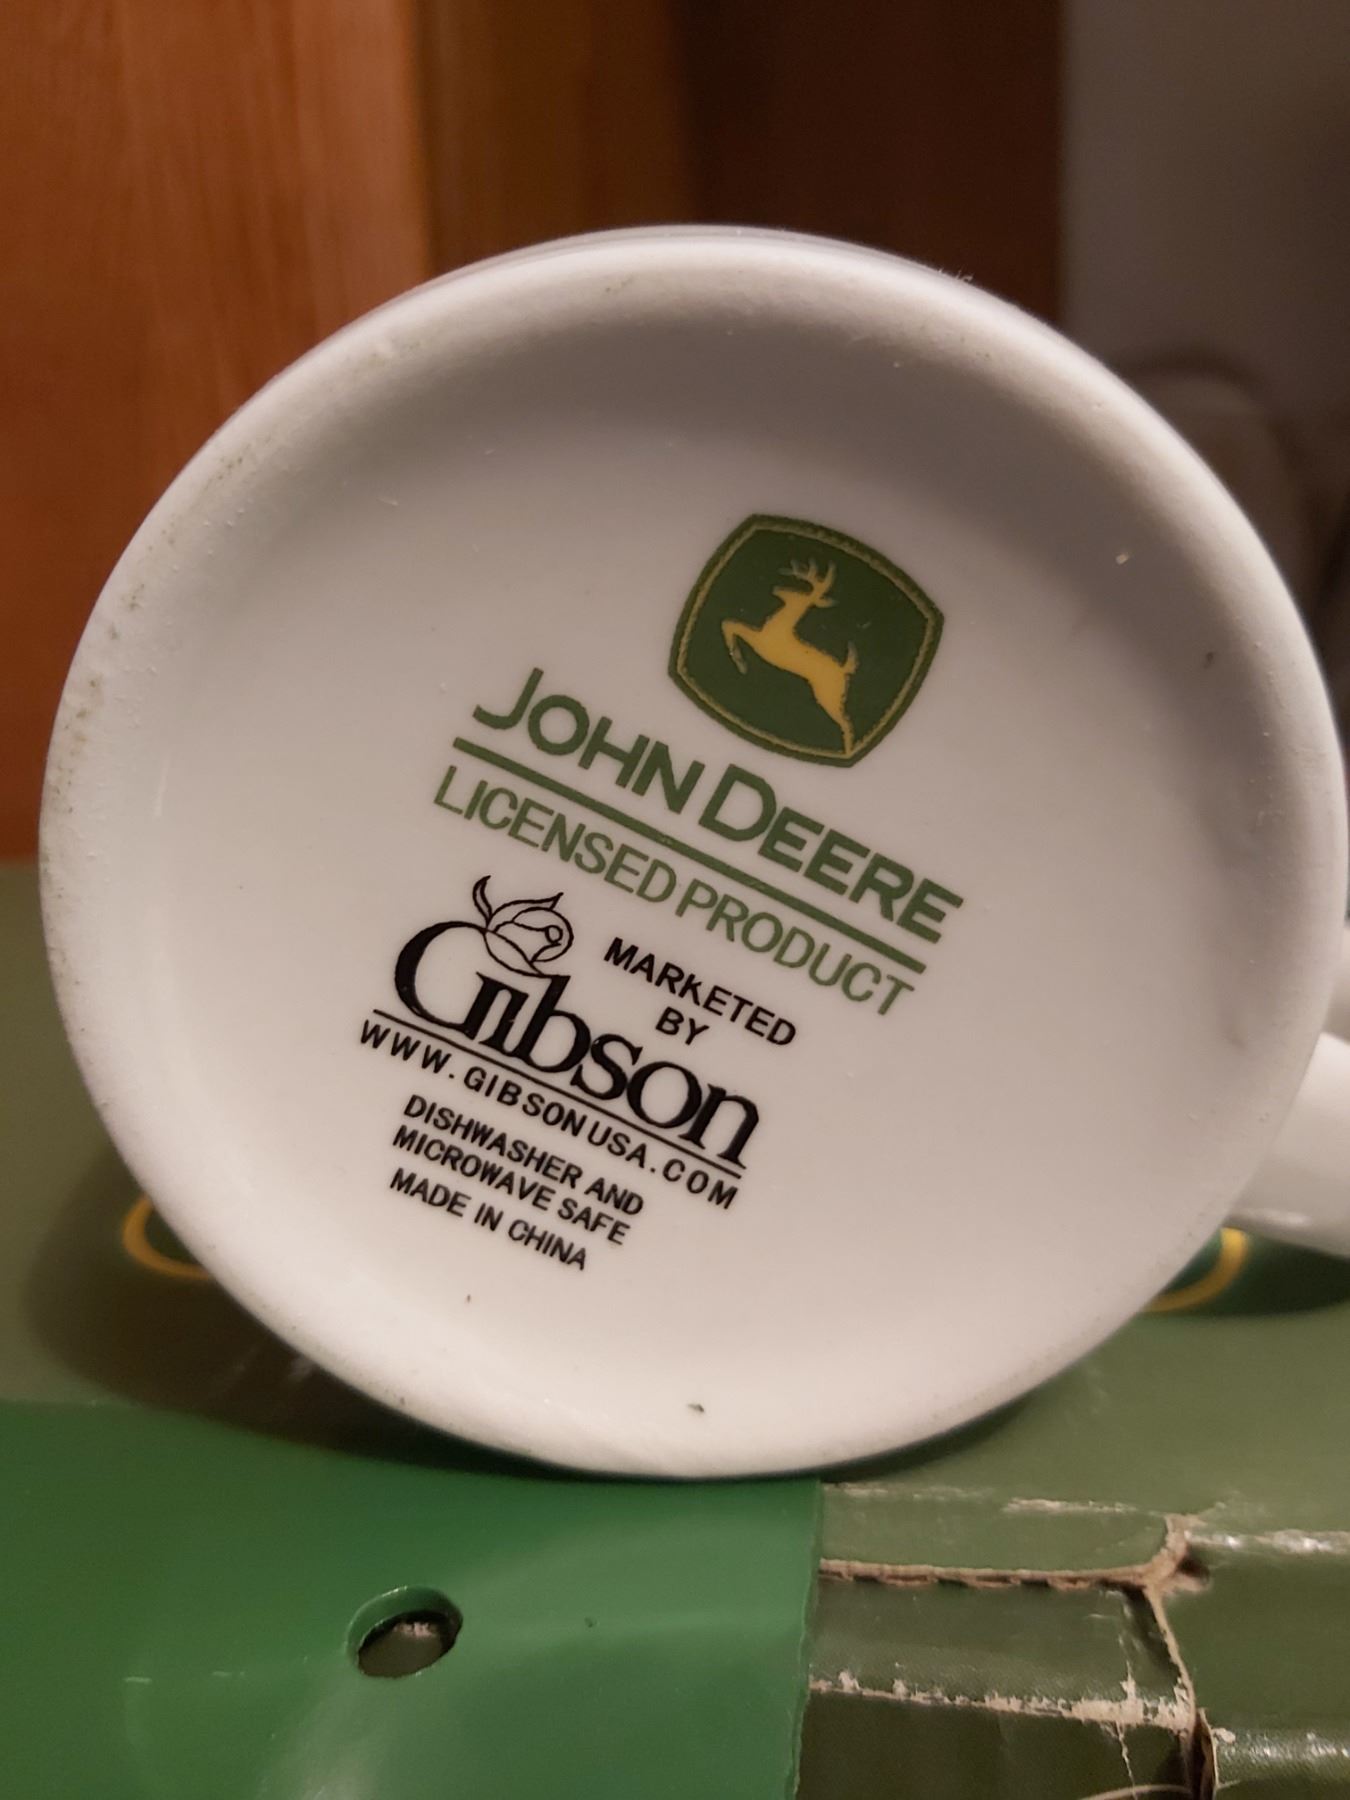 JOHN DEERE
LICENSED PRODUCT
MARKETED
BY
Gibson
WWW.GIBSONUSA.COM
DISHWASHER AND
MICROWAVE SAFE
MADE IN CHINA